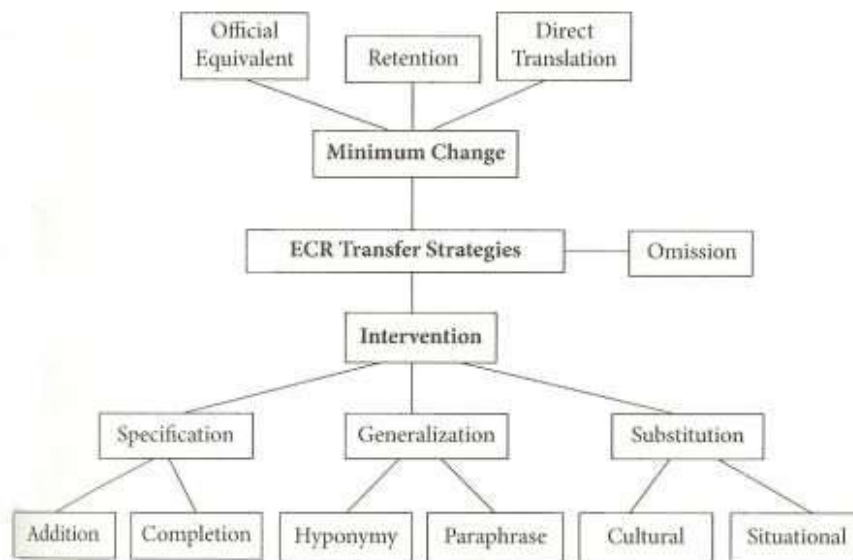 Official
Equivalent
Retention
Direct
Translation
Minimum Change
ECR Transfer Strategies
Omission
Intervention
Specification
Generalization
Substitution
Addition
Completion
Hyponymy
Paraphrase
Cultural
Situational